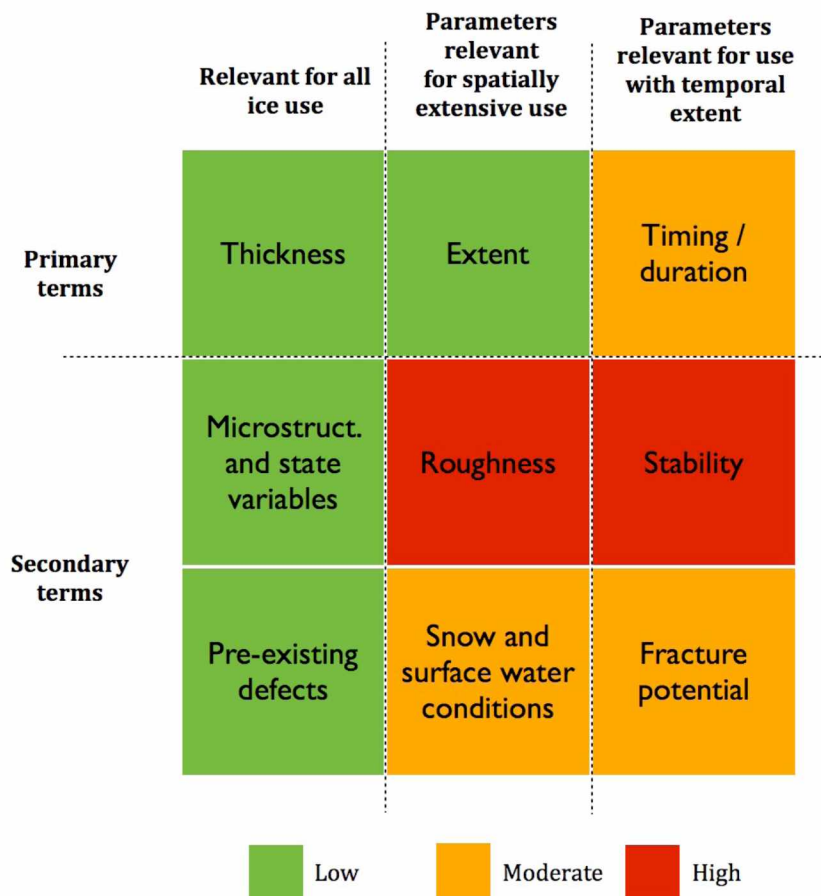 Relevant for all
ice use
Parameters
relevant
for spatially
extensive use
Parameters
relevant for use
with temporal
extent
Primary
terms
Thickness
Extent
Timing /
duration
Secondary
terms
Microstruct.
and state
variables
Roughness
Stability
Pre-existing
defects
Snow and
surface water
conditions
Fracture
potential
Low
Moderate
High